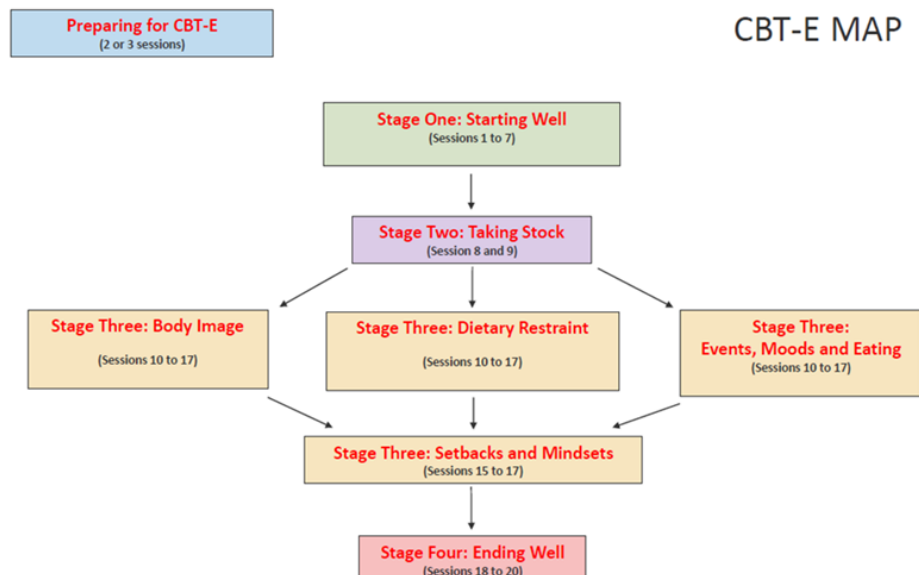 Preparing for CBT-E
(2 or 3 sessions)
CBT-E MAP
Stage One: Starting Well
(Sessions 1 to 7)
Stage Two: Taking Stock
(Session 8 and 9)
Stage Three: Body Image
(Sessions 10 to 17)
Stage Three: Dietary Restraint
(Sessions 10 to 17)
Stage Three:
Events, Moods and Eating
(Sessions 10 to 17)
Stage Three: Setbacks and Mindsets
(Sessions 15 to 17)
Stage Four: Ending Well
(Sessions 18 to 20)